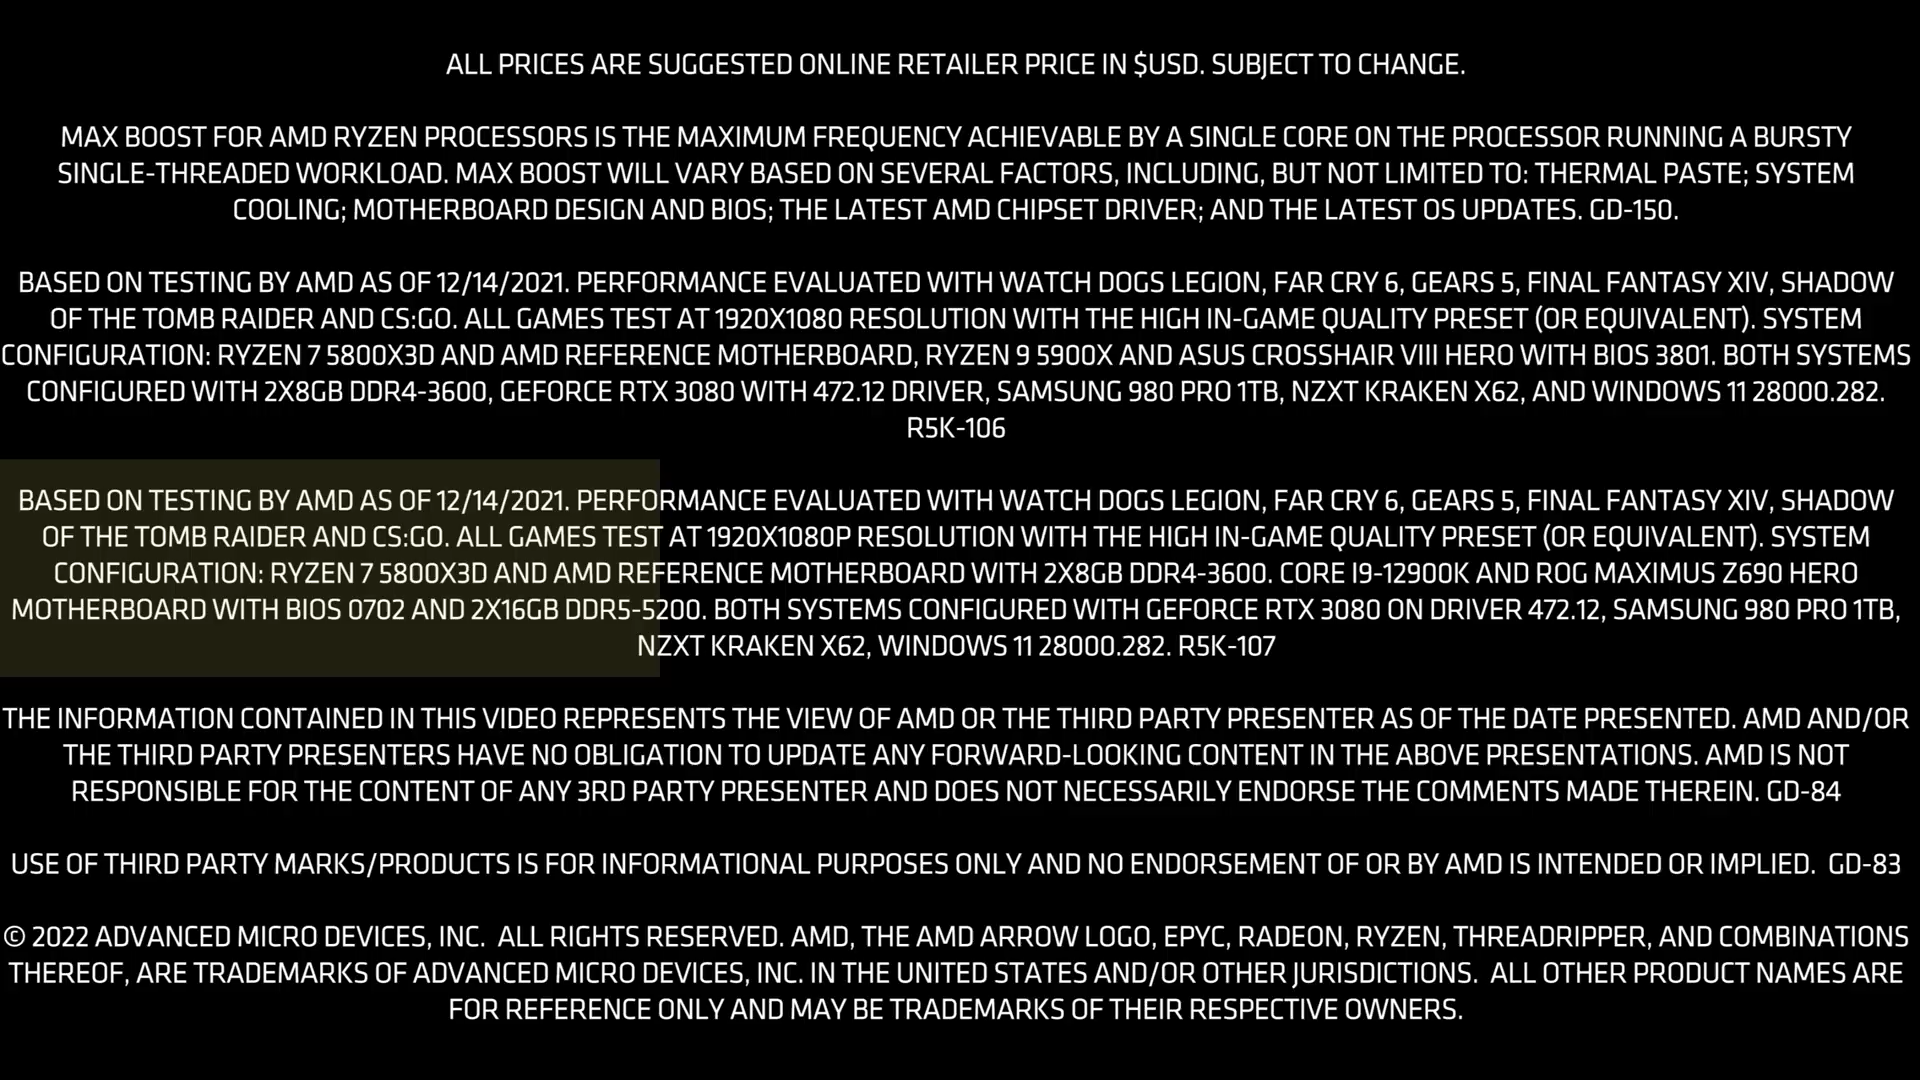 ALL PRICES ARE SUGGESTED ONLINE RETAILER PRICE IN $USD. SUBJECT TO CHANGE.
MAX BOOST FOR AMD RYZEN PROCESSORS IS THE MAXIMUM FREQUENCY ACHIEVABLE BY A SINGLE CORE ON THE PROCESSOR RUNNING A BURSTY
SINGLE-THREADED WORKLOAD. MAX BOOST WILL VARY BASED ON SEVERAL FACTORS, INCLUDING, BUT NOT LIMITED TO: THERMAL PASTE; SYSTEM
COOLING; MOTHERBOARD DESIGN AND BIOS; THE LATEST AMD CHIPSET DRIVER; AND THE LATEST OS UPDATES. GD-150.
BASED ON TESTING BY AMD AS OF 12/14/2021. PERFORMANCE EVALUATED WITH WATCH DOGS LEGION, FAR CRY 6, GEARS 5, FINAL FANTASY XIV, SHADOW
OF THE TOMB RAIDER AND CS:GO. ALL GAMES TEST AT 1920X1080 RESOLUTION WITH THE HIGH IN-GAME QUALITY PRESET (OR EQUIVALENT). SYSTEM
CONFIGURATION: RYZEN 7 5800X3D AND AMD REFERENCE MOTHERBOARD, RYZEN 9 5900X AND ASUS CROSSHAIR VIII HERO WITH BIOS 3801. BOTH SYSTEMS
CONFIGURED WITH 2X8GB DDR4-3600, GEFORCE RTX 3080 WITH 472.12 DRIVER, SAMSUNG 980 PRO 1TB, NZXT KRAKEN X62, AND WINDOWS 11 28000.282.
R5K-106
BASED ON TESTING BY AMD AS OF 12/14/2021. PERFORMANCE EVALUATED WITH WATCH DOGS LEGION, FAR CRY 6, GEARS 5, FINAL FANTASY XIV, SHADOW
OF THE TOMB RAIDER AND CS:GO. ALL GAMES TEST AT 1920X1080P RESOLUTION WITH THE HIGH IN-GAME QUALITY PRESET (OR EQUIVALENT). SYSTEM
CONFIGURATION: RYZEN 7 5800X3D AND AMD REFERENCE MOTHERBOARD WITH 2X8GB DDR4-3600. CORE I9-12900K AND ROG MAXIMUS Z690 HERO
MOTHERBOARD WITH BIOS 0702 AND 2X16GB DDR5-5200. BOTH SYSTEMS CONFIGURED WITH GEFORCE RTX 3080 ON DRIVER 472.12, SAMSUNG 980 PRO 1TB,
NZXT KRAKEN X62, WINDOWS 11 28000.282. R5K-107
THE INFORMATION CONTAINED IN THIS VIDEO REPRESENTS THE VIEW OF AMD OR THE THIRD PARTY PRESENTER AS OF THE DATE PRESENTED. AMD AND/OR
THE THIRD PARTY PRESENTERS HAVE NO OBLIGATION TO UPDATE ANY FORWARD-LOOKING CONTENT IN THE ABOVE PRESENTATIONS. AMD IS NOT
RESPONSIBLE FOR THE CONTENT OF ANY 3RD PARTY PRESENTER AND DOES NOT NECESSARILY ENDORSE THE COMMENTS MADE THEREIN. GD-84
USE OF THIRD PARTY MARKS/PRODUCTS IS FOR INFORMATIONAL PURPOSES ONLY AND NO ENDORSEMENT OF OR BY AMD IS INTENDED OR IMPLIED. GD-83
© 2022 ADVANCED MICRO DEVICES, INC. ALL RIGHTS RESERVED. AMD, THE AMD ARROW LOGO, EPYC, RADEON, RYZEN, THREADRIPPER, AND COMBINATIONS
THEREOF, ARE TRADEMARKS OF ADVANCED MICRO DEVICES, INC. IN THE UNITED STATES AND/OR OTHER JURISDICTIONS. ALL OTHER PRODUCT NAMES ARE
FOR REFERENCE ONLY AND MAY BE TRADEMARKS OF THEIR RESPECTIVE OWNERS.